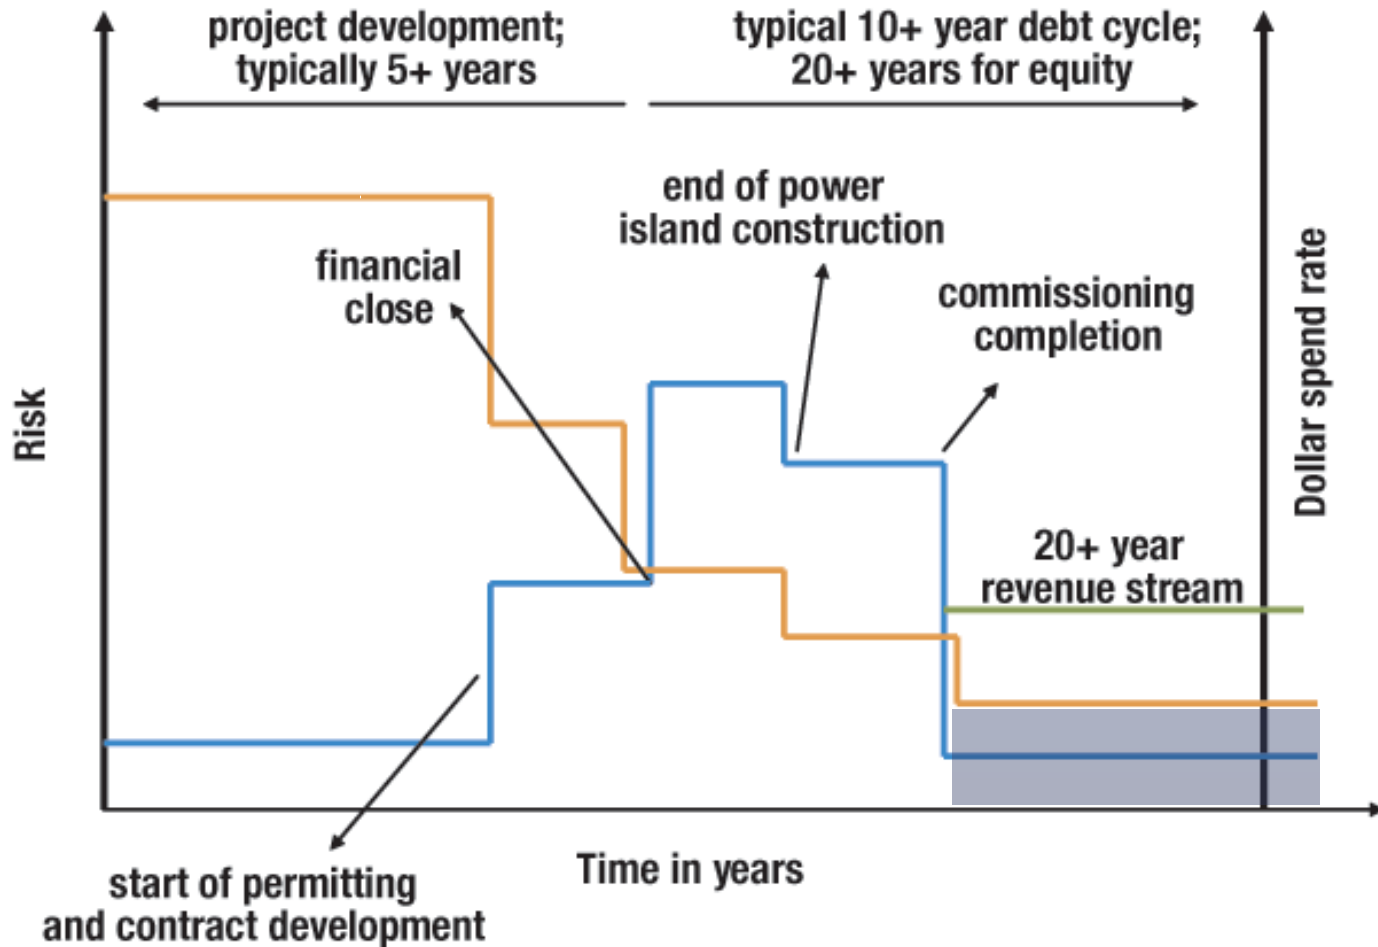 project development;
typically 5+ years
typical 10+ year debt cycle;
20+ years for equity
end of power
island construction
financial
close
commissioning
completion
Risk
Dollar spend rate
20+ year
revenue stream
Time in years
start of permitting
and contract development